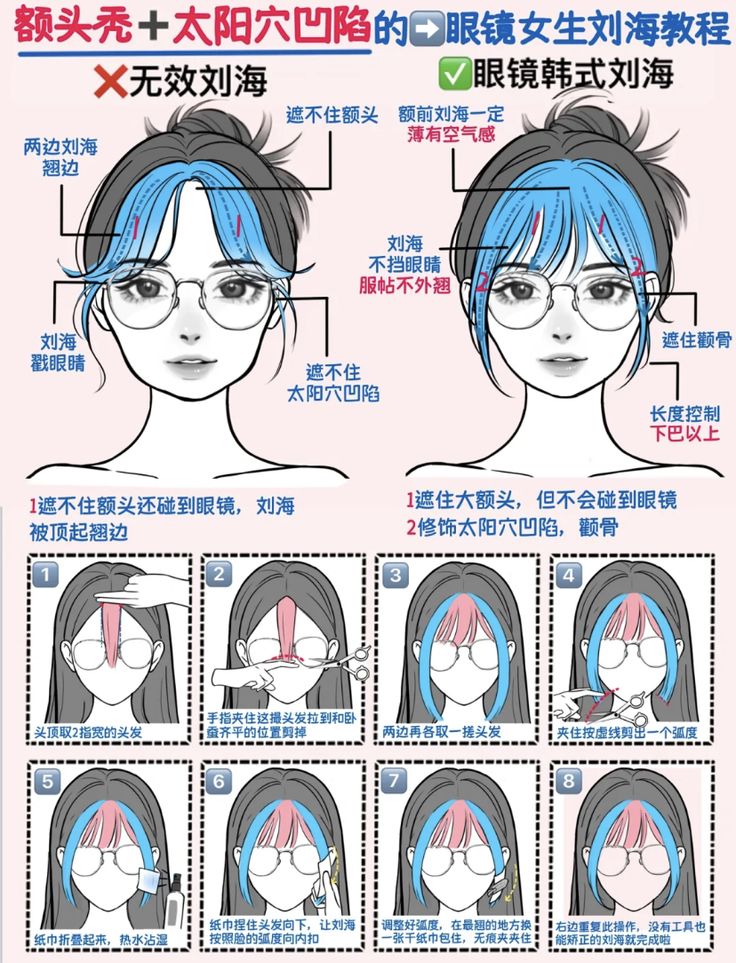 额头秃+太阳穴凹陷的➡️眼镜女生刘海教程
❌无效刘海
✅眼镜韩式刘海
遮不住额头
两边刘海
翘边
1
1
刘海
戳眼睛
遮不住
太阳穴凹陷
额前刘海一定
薄有空气感
刘海
不挡眼睛
服帖不外翘
1
1
2
2
遮住颧骨
长度控制
下巴以上
1遮不住额头还碰到眼镜，刘海
被顶起翘边
1遮住大额头，但不会碰到眼镜
2修饰太阳穴凹陷，颧骨
1
头顶取2指宽的头发
2
手指夹住这撮头发拉到和卧
蚕齐平的位置剪掉
3
两边再各取一搓头发
4
夹住按虚线剪出一个弧度
5
纸巾折叠起来，热水沾湿
6
纸巾捏住头发向下，让刘海
按照脸的弧度向内扣
7
调整好弧度，在最翘的地方换
一张干纸巾包住，无痕夹夹住
8
右边重复此操作，没有工具也
能矫正的刘海就完成啦